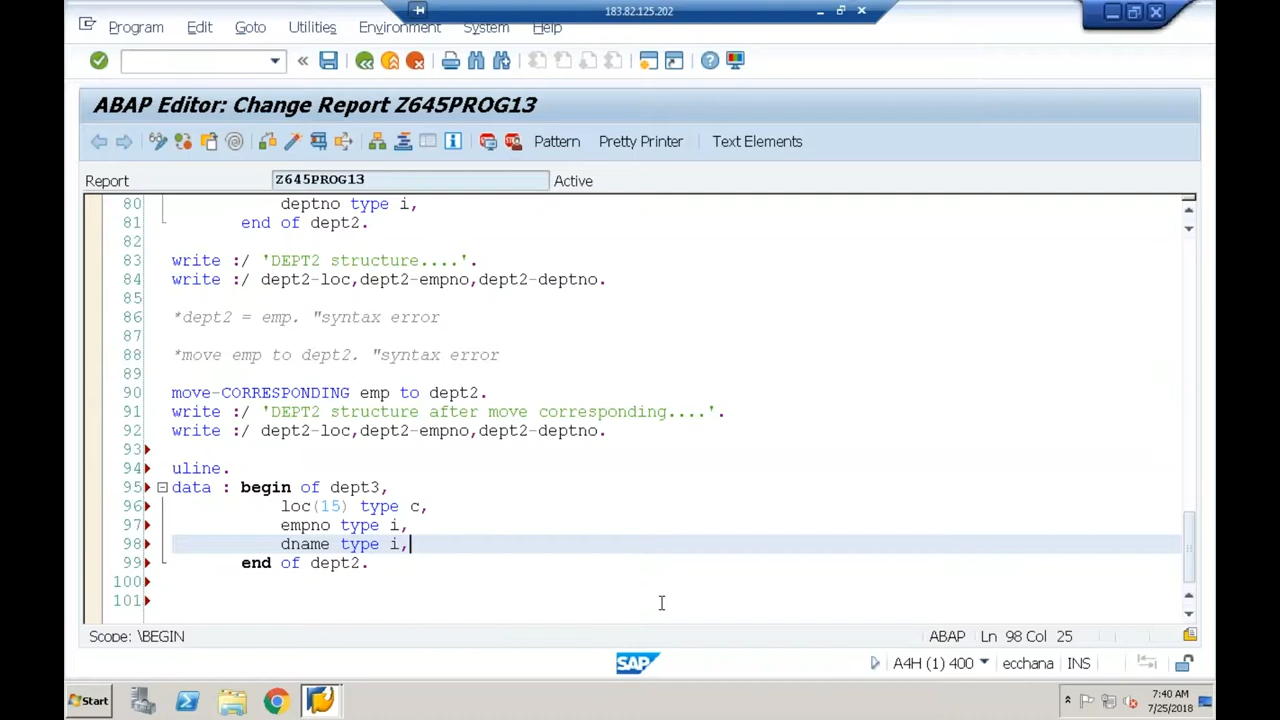 183.82.125.202
Program Edit Goto Utilities Environment System Help
ABAP Editor: Change Report Z645PROG13
Pattern Pretty Printer Text Elements
Report Z645PROG13 Active
80 deptno type i,
81 end of dept2.
82
83 write :/ 'DEPT2 structure....'.
84 write :/ dept2-loc,dept2-empno,dept2-deptno.
85
86 *dept2 = emp. "syntax error
87
88 *move emp to dept2. "syntax error
89
90 move-CORRESPONDING emp to dept2.
91 write :/ 'DEPT2 structure after move corresponding....'.
92 write :/ dept2-loc,dept2-empno,dept2-deptno.
93
94 uline.
95 data : begin of dept3,
96 loc(15) type c,
97 empno type i,
98 dname type i,
99 end of dept2.
100
101
Scope: \BEGIN ABAP Ln 98 Col 25
SAP A4H (1) 400 ecchana INS
Start 7:40 AM
7/25/2018